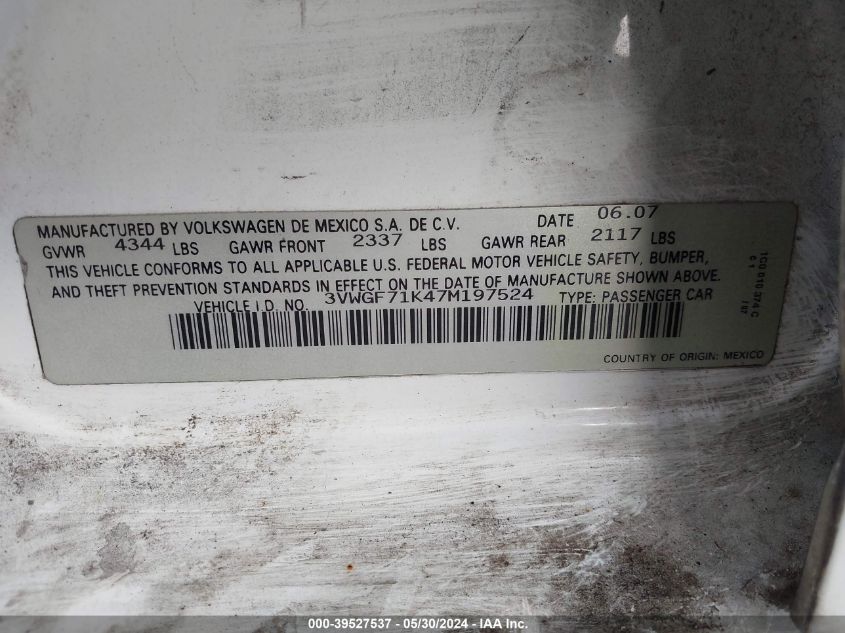 MANUFACTURED BY VOLKSWAGEN DE MEXICO S.A. DE C.V. DATE 06.07
GVWR 4344 LBS GAWR FRONT 2337 LBS GAWR REAR 2117 LBS
THIS VEHICLE CONFORMS TO ALL APPLICABLE U.S. FEDERAL MOTOR VEHICLE SAFETY, BUMPER,
AND THEFT PREVENTION STANDARDS IN EFFECT ON THE DATE OF MANUFACTURE SHOWN ABOVE.
VEHICLE I.D. NO. 3VWGF71K47M197524 TYPE: PASSENGER CAR
COUNTRY OF ORIGIN: MEXICO
1C0 010 374 C
000-39527537 - 05/30/2024 - IAA, Inc.